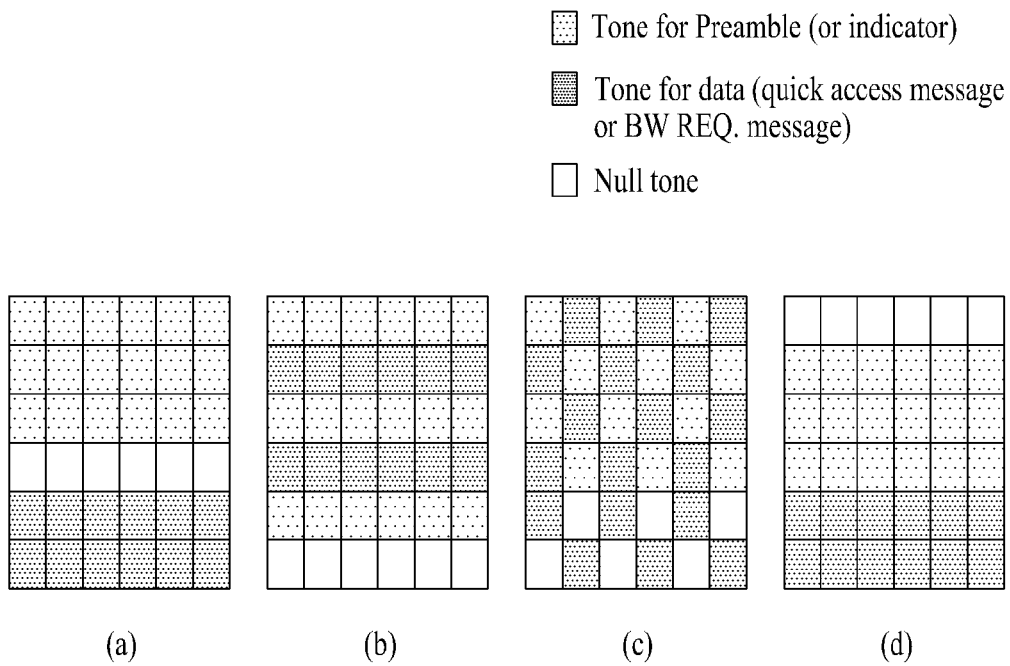 Tone for Preamble (or indicator)
Tone for data (quick access message
or BW REQ. message)
Null tone
(a)
(b)
(c)
(d)